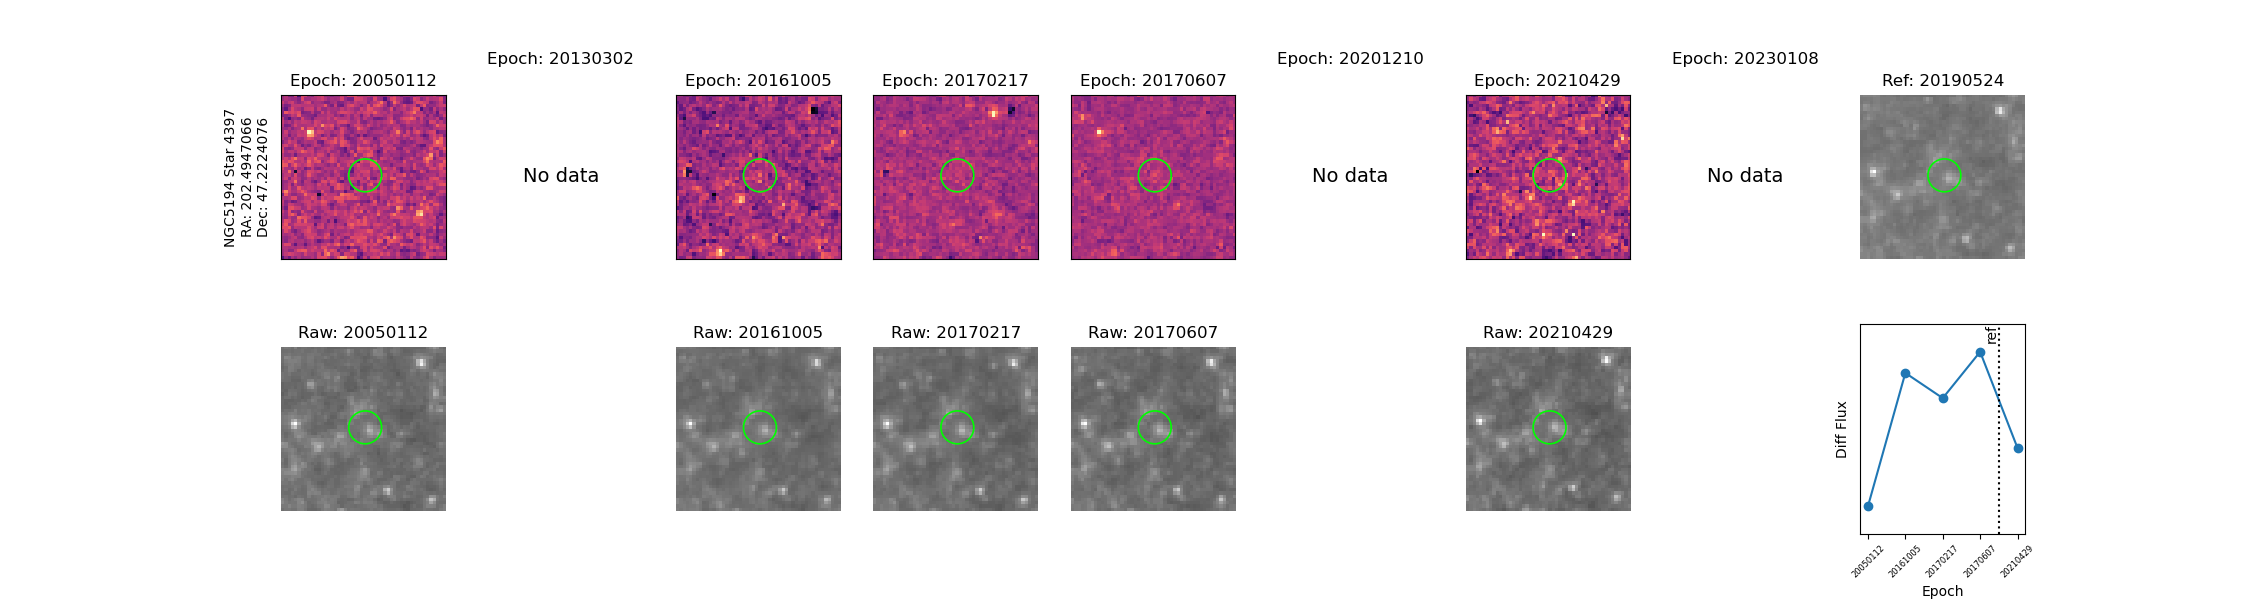 Epoch: 20130302
Epoch: 20201210
Epoch: 20230108
Epoch: 20050112
Epoch: 20161005
Epoch: 20170217
Epoch: 20170607
Epoch: 20210429
Ref: 20190524
NGC5194 Star 4397
RA: 202.4947066
Dec: 47.2224076
No data
No data
No data
Raw: 20050112
Raw: 20161005
Raw: 20170217
Raw: 20170607
Raw: 20210429
ref
Diff Flux
20050112
20161005
20170217
20170607
20210429
Epoch